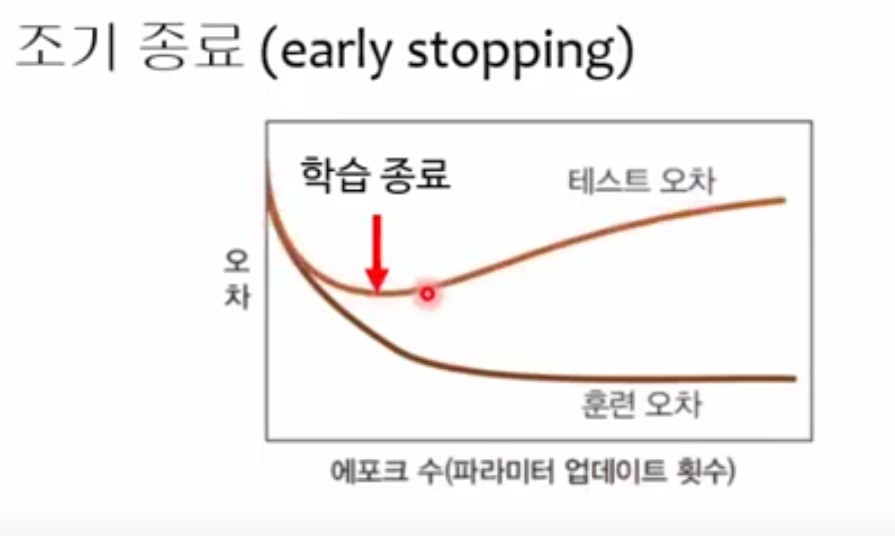 조기 종료 (early stopping)
학습 종료
테스트 오차
오
차
훈련 오차
에포크 수(파라미터 업데이트 횟수)